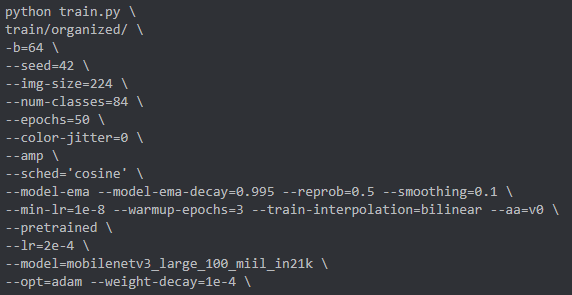 python train.py \
train/organized/ \
-b=64 \
--seed=42 \
--img-size=224 \
--num-classes=84 \
--epochs=50 \
--color-jitter=0 \
--amp \
--sched='cosine' \
--model-ema --model-ema-decay=0.995 --reprob=0.5 --smoothing=0.1 \
--min-lr=1e-8 --warmup-epochs=3 --train-interpolation=bilinear --aa=v0 \
--pretrained \
--lr=2e-4 \
--model=mobilenetv3_large_100_miil_in21k \
--opt=adam --weight-decay=1e-4 \